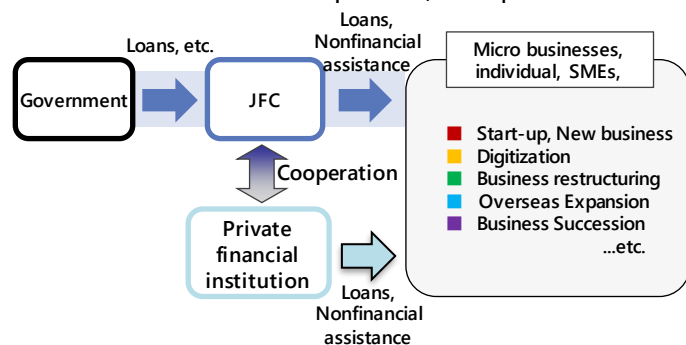 Loans, etc.
Loans,
Nonfinancial
assistance
Government
JFC
Micro businesses,
individual, SMEs,
Start-up, New business
Digitization
Business restructuring
Overseas Expansion
Business Succession
...etc.
Cooperation
Private
financial
institution
Loans,
Nonfinancial
assistance